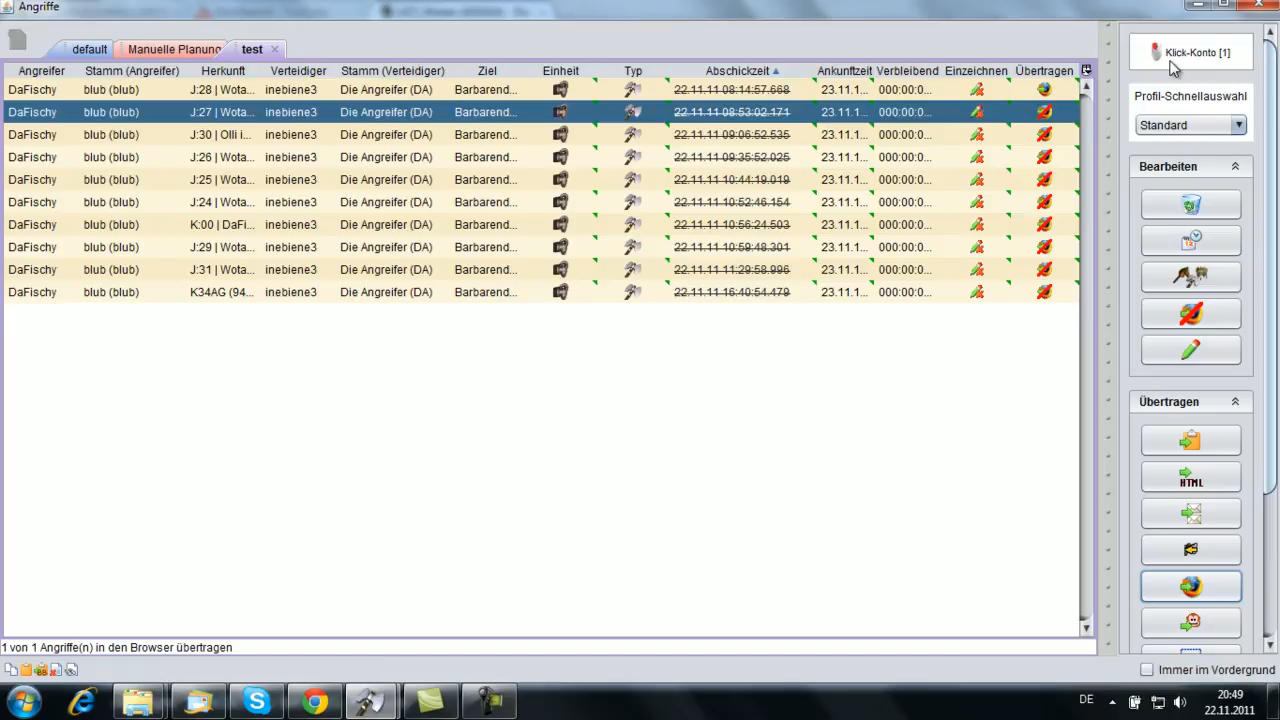 Angriffe
default Manuelle Planung test
Angreifer Stamm (Angreifer) Herkunft Verteidiger Stamm (Verteidiger) Ziel Einheit Typ Abschickzeit Ankunftzeit Verbleibend Einzeichnen Übertragen
DaFischy blub (blub) J:28 | Wota... inebiene3 Die Angreifer (DA) Barbarend... 22.11.11 08:14:57.668 23.11.1... 000:00:0...
DaFischy blub (blub) J:27 | Wota... inebiene3 Die Angreifer (DA) Barbarend... 22.11.11 08:53:02.171 23.11.1... 000:00:0...
DaFischy blub (blub) J:30 | Olli i... inebiene3 Die Angreifer (DA) Barbarend... 22.11.11 09:06:52.535 23.11.1... 000:00:0...
DaFischy blub (blub) J:26 | Wota... inebiene3 Die Angreifer (DA) Barbarend... 22.11.11 09:35:52.025 23.11.1... 000:00:0...
DaFischy blub (blub) J:25 | Wota... inebiene3 Die Angreifer (DA) Barbarend... 22.11.11 10:44:19.019 23.11.1... 000:00:0...
DaFischy blub (blub) J:24 | Wota... inebiene3 Die Angreifer (DA) Barbarend... 22.11.11 10:52:46.154 23.11.1... 000:00:0...
DaFischy blub (blub) K:00 | DaFi... inebiene3 Die Angreifer (DA) Barbarend... 22.11.11 10:56:24.503 23.11.1... 000:00:0...
DaFischy blub (blub) J:29 | Wota... inebiene3 Die Angreifer (DA) Barbarend... 22.11.11 10:59:48.301 23.11.1... 000:00:0...
DaFischy blub (blub) J:31 | Wota... inebiene3 Die Angreifer (DA) Barbarend... 22.11.11 11:29:58.996 23.11.1... 000:00:0...
DaFischy blub (blub) K34AG (94... inebiene3 Die Angreifer (DA) Barbarend... 22.11.11 16:40:54.479 23.11.1... 000:00:0...
1 von 1 Angriffe(n) in den Browser übertragen
Klick-Konto [1]
Profil-Schnellauswahl
Standard
Bearbeiten
Übertragen
HTML
Immer im Vordergrund
DE
20:49
22.11.2011